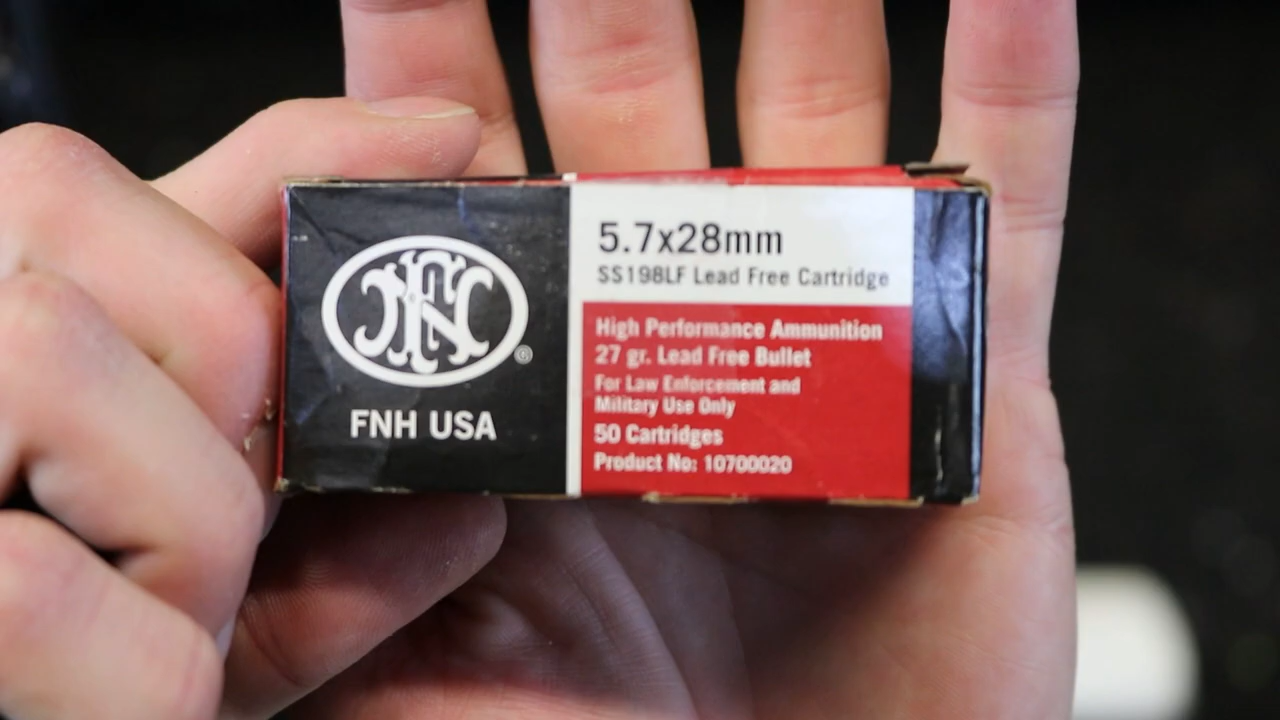 FN
®
FNH USA
5.7x28mm
SS198LF Lead Free Cartridge
High Performance Ammunition
27 gr. Lead Free Bullet
For Law Enforcement and
Military Use Only
50 Cartridges
Product No: 10700020